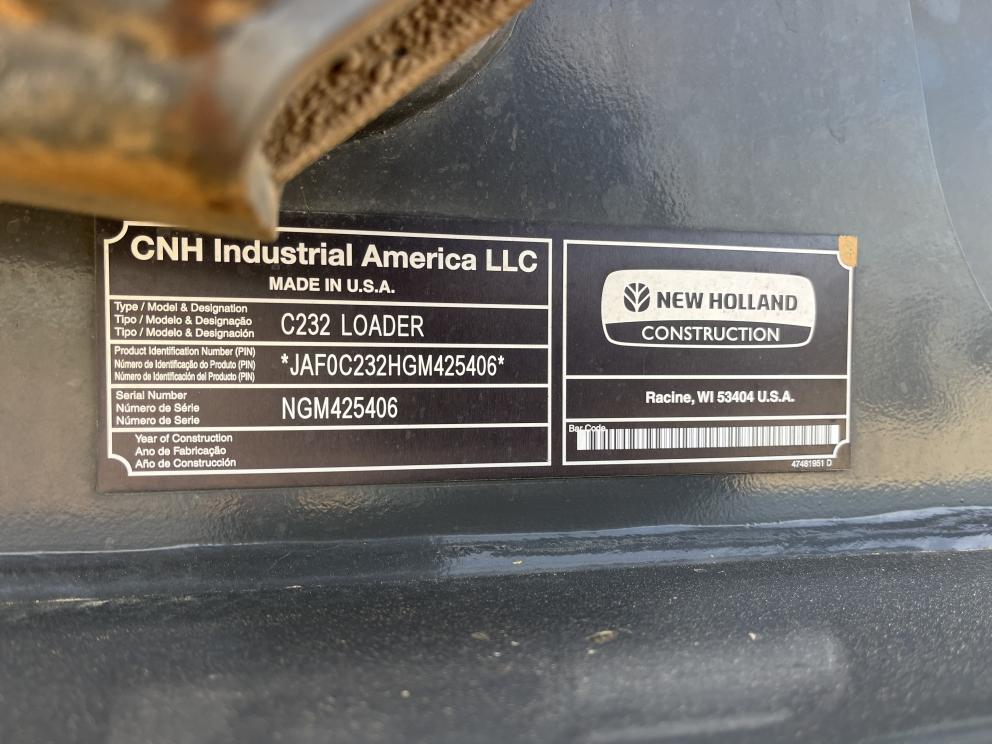 CNH Industrial America LLC
MADE IN U.S.A.
Type / Model & Designation
Tipo / Modelo & Designação
Tipo / Modelo & Designación
C232 LOADER
Product Identification Number (PIN)
Número de Identificação do Produto (PIN)
Número de Identificación del Producto (PIN)
*JAF0C232HGM425406*
Serial Number
Número de Série
Número de Serie
NGM425406
Year of Construction
Ano de Fabricação
Año de Construcción
NEW HOLLAND
CONSTRUCTION
Racine, WI 53404 U.S.A.
Bar Code
47481951 D